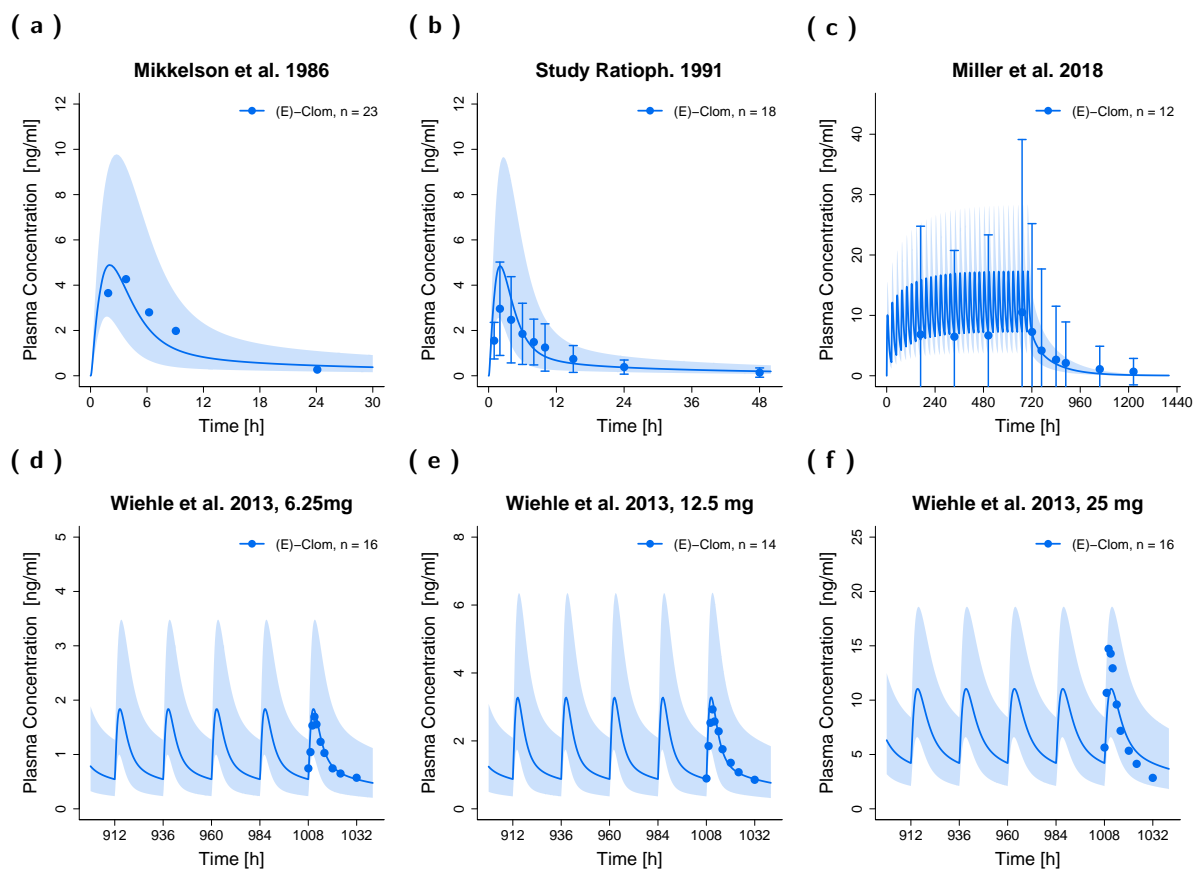 ( a )
Mikkelson et al. 1986
(E)−Clom, n = 23
Plasma Concentration [ng/ml]
0 2 4 6 8 10 12
0 6 12 18 24 30
Time [h]
( b )
Study Ratioph. 1991
(E)−Clom, n = 18
Plasma Concentration [ng/ml]
0 2 4 6 8 10 12
0 12 24 36 48
Time [h]
( c )
Miller et al. 2018
(E)−Clom, n = 12
Plasma Concentration [ng/ml]
0 10 20 30 40
0 240 480 720 960 1200 1440
Time [h]
( d )
Wiehle et al. 2013, 6.25mg
(E)−Clom, n = 16
Plasma Concentration [ng/ml]
0 1 2 3 4 5
912 936 960 984 1008 1032
Time [h]
( e )
Wiehle et al. 2013, 12.5 mg
(E)−Clom, n = 14
Plasma Concentration [ng/ml]
0 2 4 6 8
912 936 960 984 1008 1032
Time [h]
( f )
Wiehle et al. 2013, 25 mg
(E)−Clom, n = 16
Plasma Concentration [ng/ml]
0 5 10 15 20 25
912 936 960 984 1008 1032
Time [h]